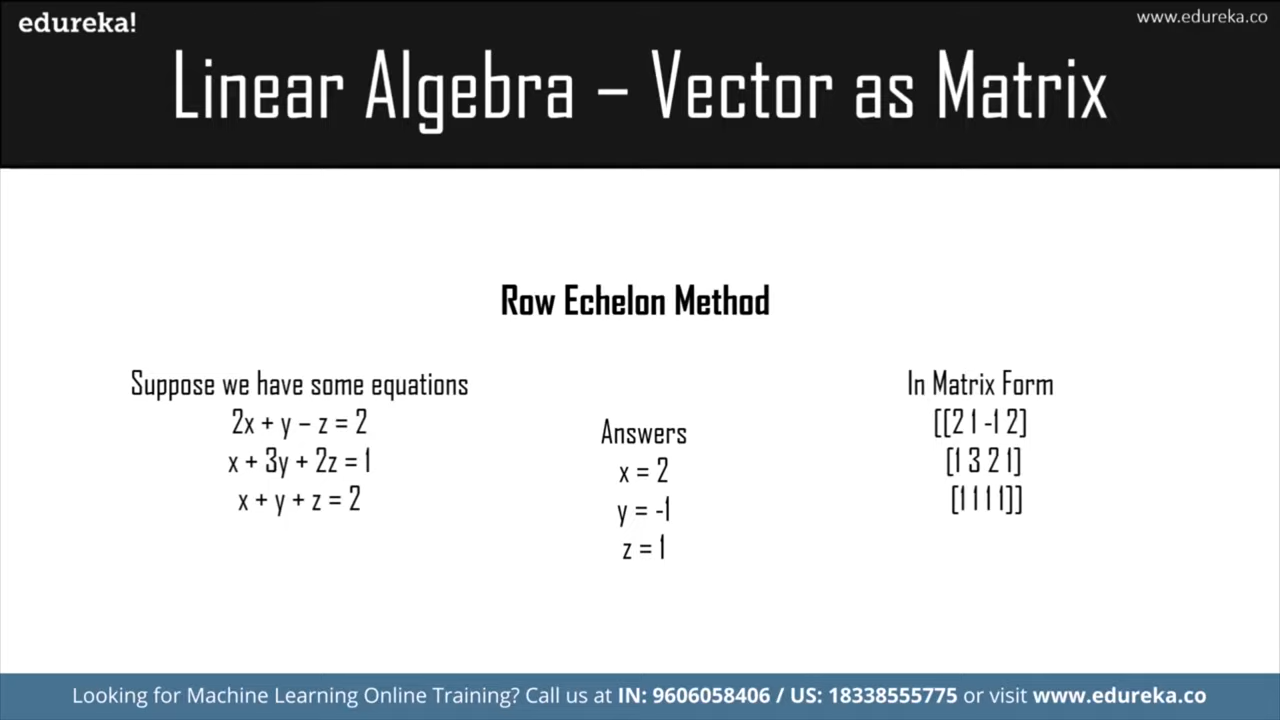 edureka!
www.edureka.co
Linear Algebra – Vector as Matrix
Row Echelon Method
Suppose we have some equations
2x + y – z = 2
x + 3y + 2z = 1
x + y + z = 2
Answers
x = 2
y = -1
z = 1
In Matrix Form
[[2 1 -1 2]
[1 3 2 1]
[1 1 1 1]]
Looking for Machine Learning Online Training? Call us at IN: 9606058406 / US: 18338555775 or visit www.edureka.co